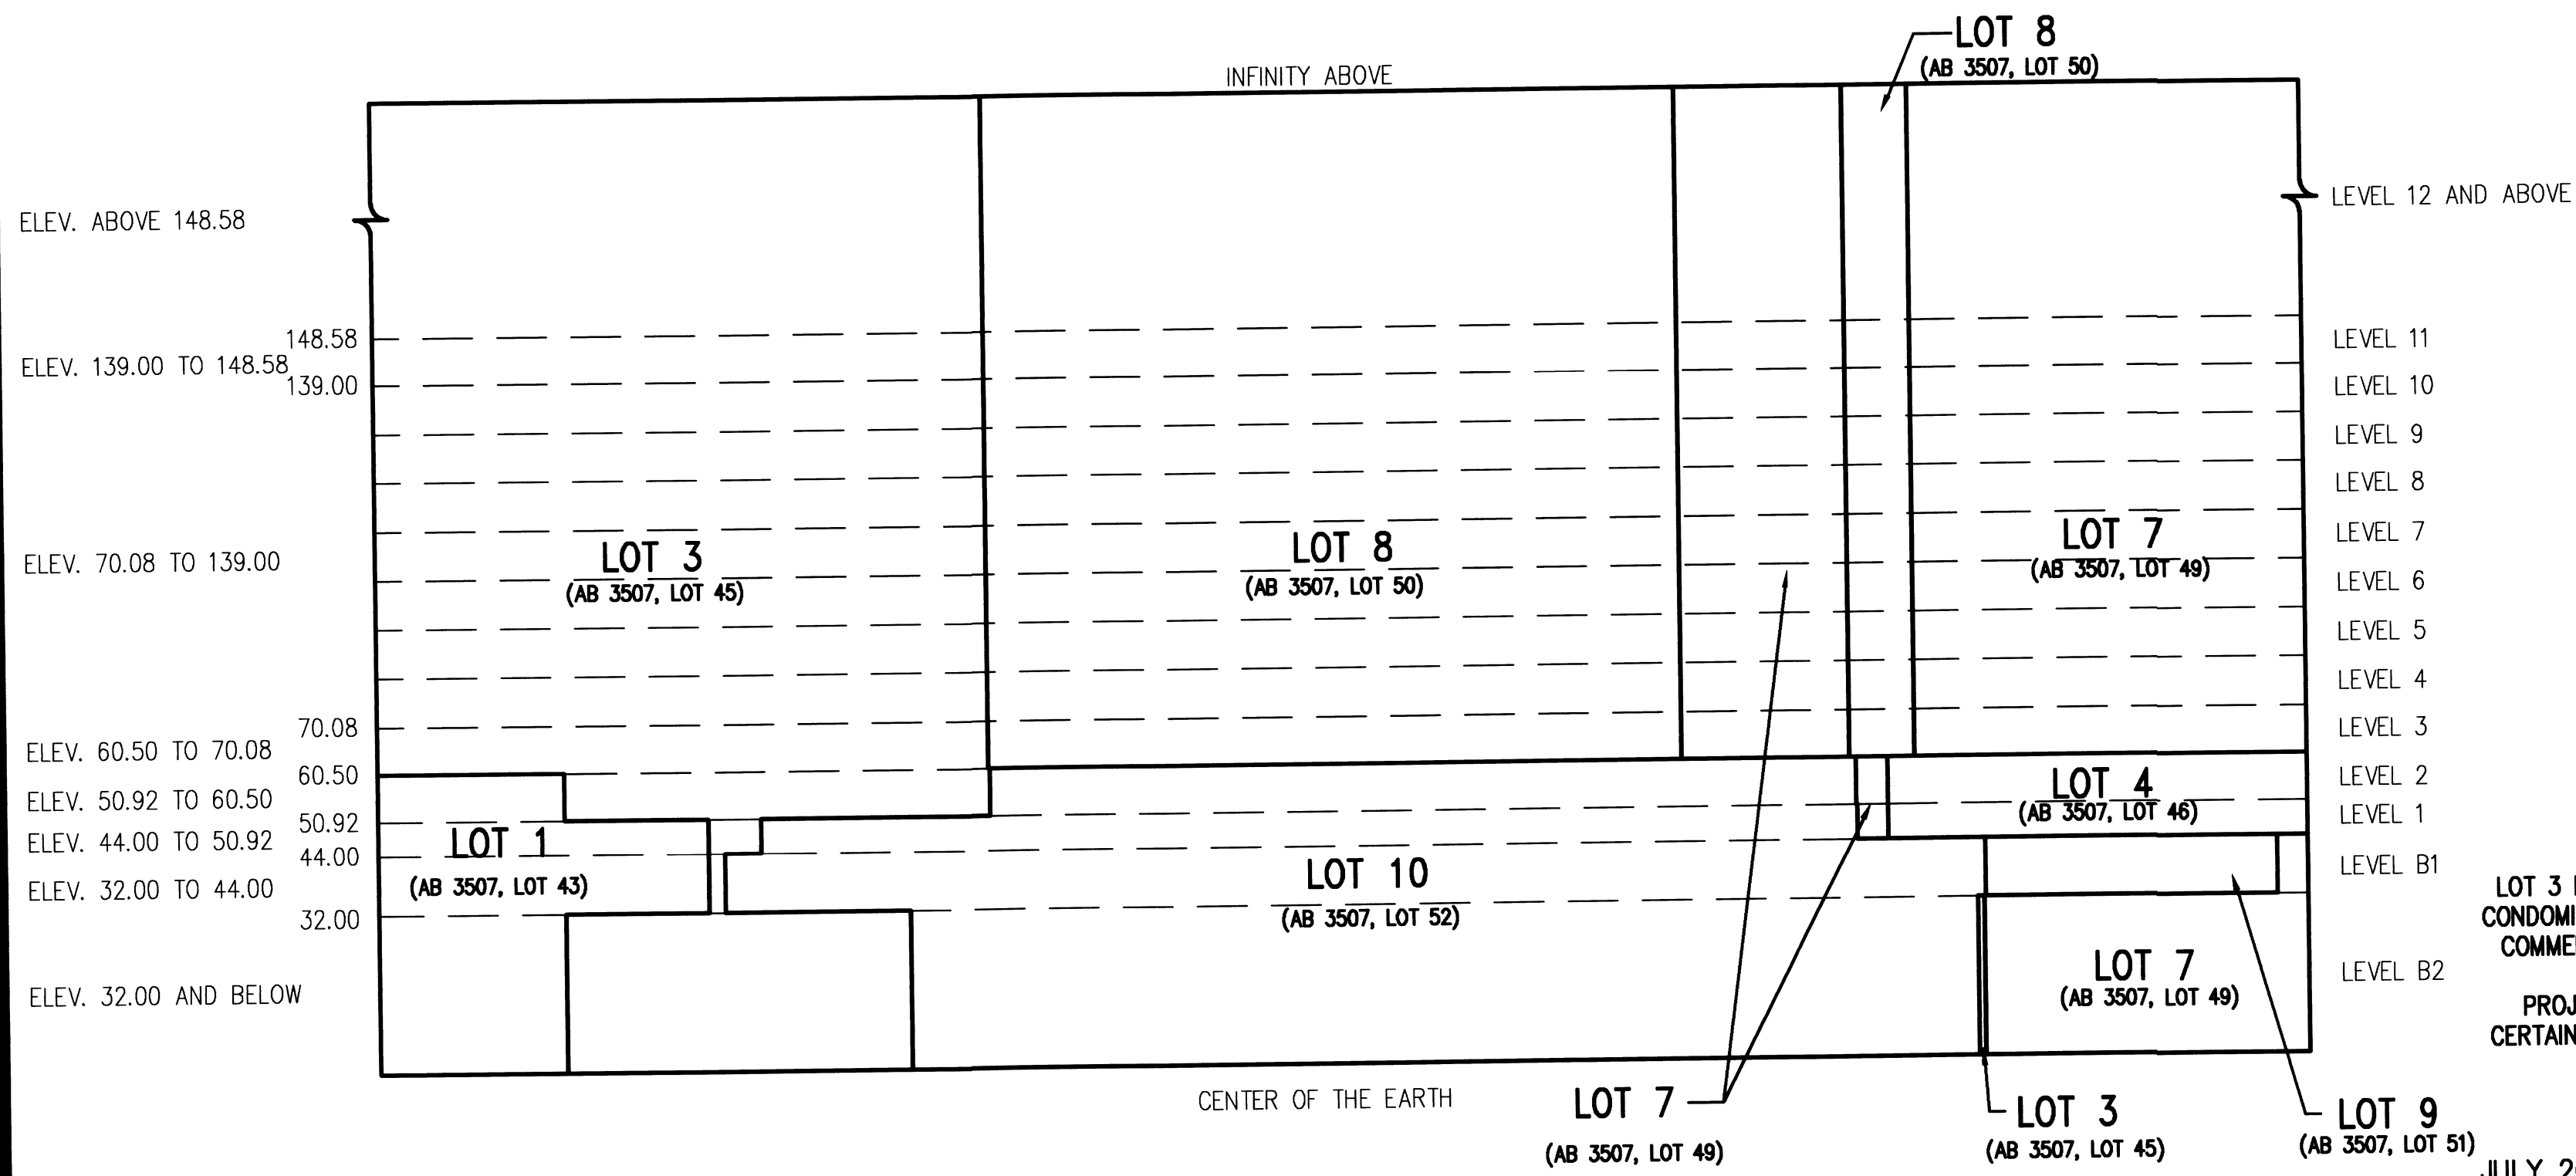 LOT 8
(AB 3507, LOT 50)
INFINITY ABOVE
ELEV. ABOVE 148.58
LEVEL 12 AND ABOVE
148.58
LEVEL 11
ELEV. 139.00 TO 148.58
139.00
LEVEL 10
LEVEL 9
LEVEL 8
LEVEL 7
ELEV. 70.08 TO 139.00
LOT 3
(AB 3507, LOT 45)
LOT 8
(AB 3507, LOT 50)
LOT 7
(AB 3507, LOT 49)
LEVEL 6
LEVEL 5
LEVEL 4
70.08
LEVEL 3
ELEV. 60.50 TO 70.08
60.50
LEVEL 2
ELEV. 50.92 TO 60.50
50.92
LOT 4
(AB 3507, LOT 46)
LEVEL 1
ELEV. 44.00 TO 50.92
44.00
LOT 1
(AB 3507, LOT 43)
LEVEL B1
ELEV. 32.00 TO 44.00
32.00
LOT 10
(AB 3507, LOT 52)
LOT 3
CONDOMI
COMME
ELEV. 32.00 AND BELOW
LOT 7
(AB 3507, LOT 49)
LEVEL B2
PROJ
CERTAIN
CENTER OF THE EARTH
LOT 7
(AB 3507, LOT 49)
LOT 3
(AB 3507, LOT 45)
LOT 9
(AB 3507, LOT 51)
JULY 2